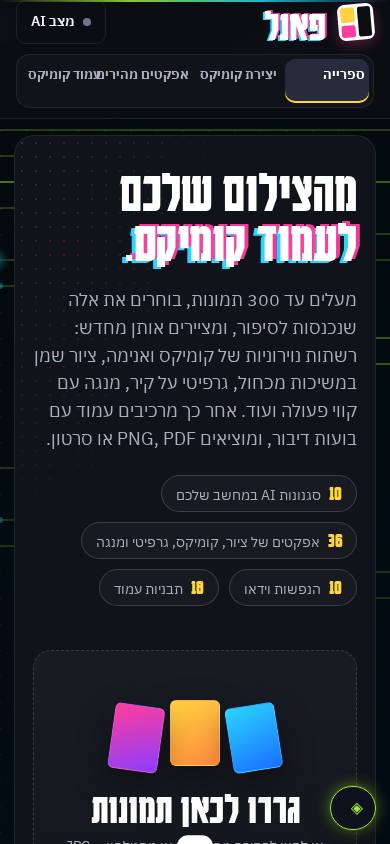 פאנל
מצב AI
ספרייה
יצירת קומיקס
אפקטים מהירים
עמוד קומיקס
מהצילום שלכם
לעמוד קומיקס.
מעלים עד 300 תמונות, בוחרים את אלה
שנכנסות לסיפור, ומציירים אותן מחדש:
רשתות נוירוניות של קומיקס ואנימה, ציור שמן
במשיכות מכחול, גרפיטי על קיר, מנגה עם
קווי פעולה ועוד. אחר כך מרכיבים עמוד עם
בועות דיבור, ומוציאים PNG, PDF או סרטון.
10 סגנונות AI במחשב שלכם
36 אפקטים של ציור, קומיקס, גרפיטי ומנגה
10 הנפשות וידאו
18 תבניות עמוד
גררו לכאן תמונות